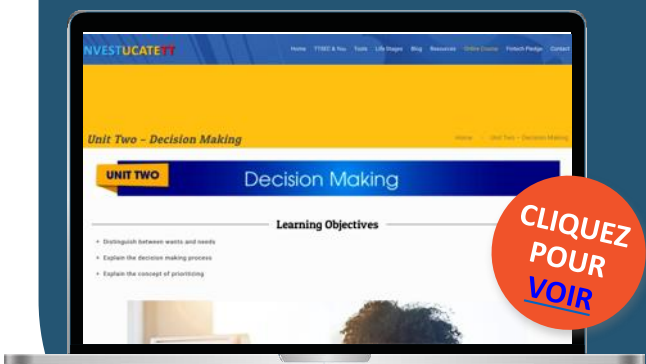 NVESTUCATETT
Home TTSEC & You Tools Life Stages Blog Resources Online Course Fintech Pledge Contact
Unit Two – Decision Making
Home Unit Two – Decision Making
UNIT TWO
Decision Making
Learning Objectives
Distinguish between wants and needs
Explain the decision making process
Explain the concept of prioritizing
CLIQUEZ
POUR
VOIR